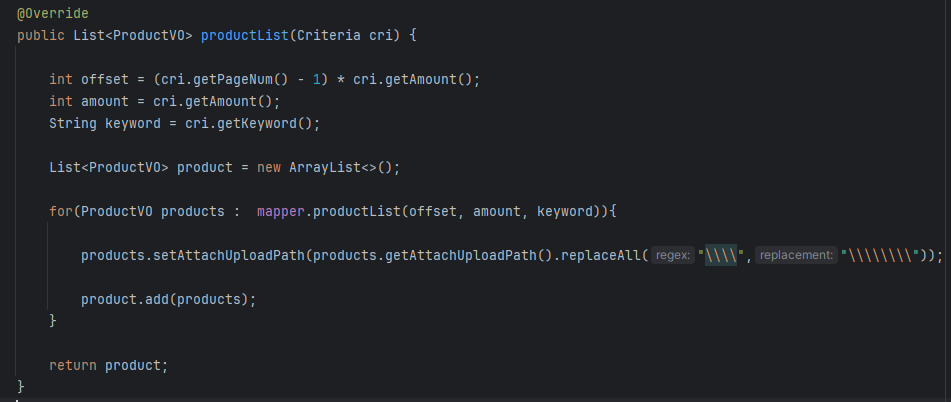 @Override
public List<ProductVO> productList(Criteria cri) {
int offset = (cri.getPageNum() - 1) * cri.getAmount();
int amount = cri.getAmount();
String keyword = cri.getKeyword();
List<ProductVO> product = new ArrayList<>();
for(ProductVO products :  mapper.productList(offset, amount, keyword)){
products.setAttachUploadPath(products.getAttachUploadPath().replaceAll( regex: "\\\\", replacement: "\\\\\\\\"));
product.add(products);
}
return product;
}